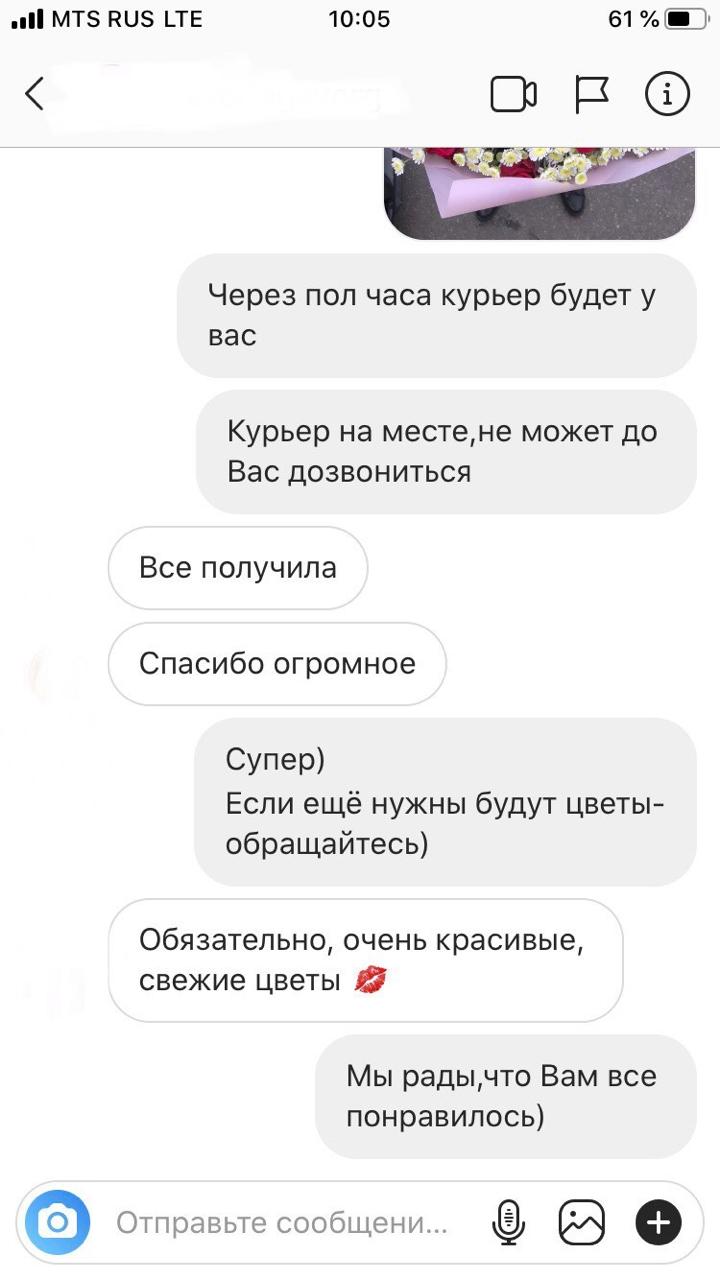 MTS RUS LTE 10:05 61 %
Через пол часа курьер будет у
вас
Курьер на месте,не может до
Вас дозвониться
Все получила
Спасибо огромное
Супер)
Если ещё нужны будут цветы-
обращайтесь)
Обязательно, очень красивые,
свежие цветы 💋
Мы рады,что Вам все
понравилось)
Отправьте сообщени...